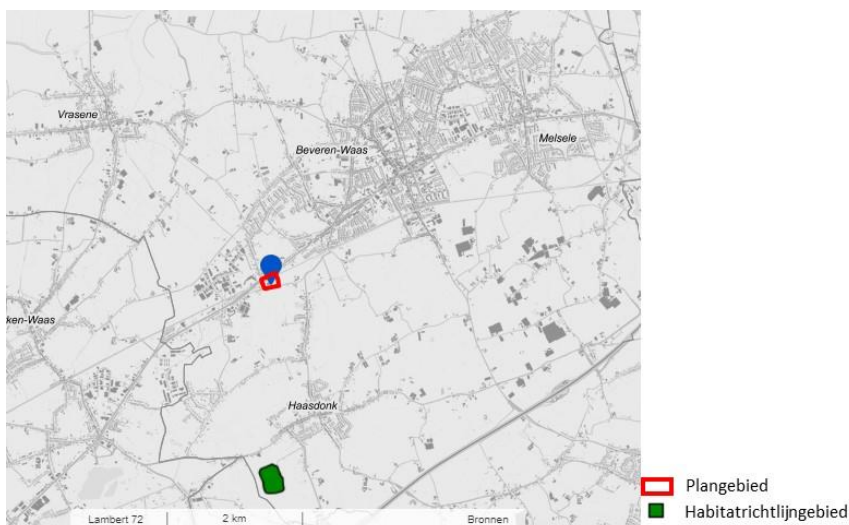 Vrasene
Melsele
Beveren-Waas
ken-Waas
Haasdonk
Plangebied
Habitatrichtlijngebied
Lambert 72 2 km Bronnen